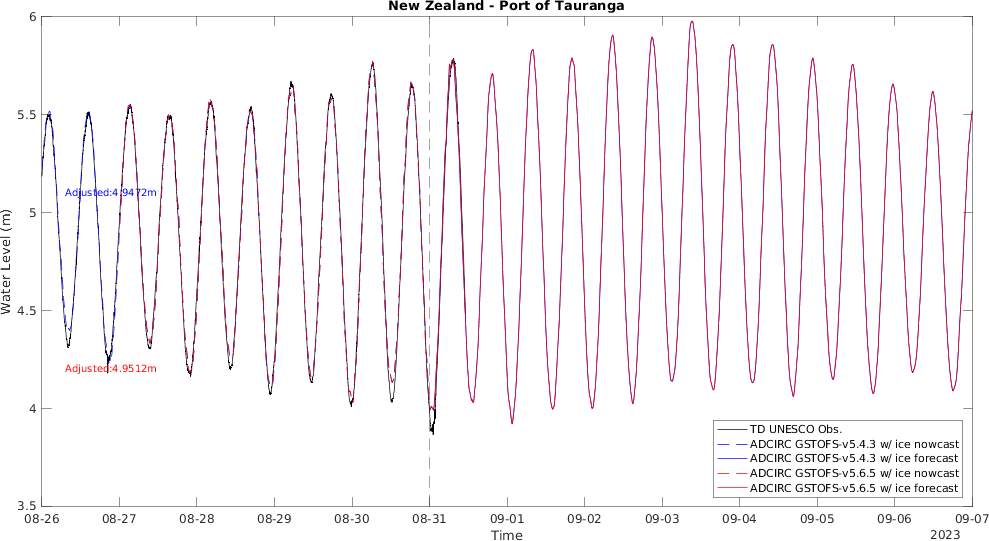 New Zealand - Port of Tauranga
6
5.5
5
4.5
4
3.5
Water Level (m)
Adjusted:4.9472m
Adjusted:4.9512m
TD UNESCO Obs.
ADCIRC GSTOFS-v5.4.3 w/ ice nowcast
ADCIRC GSTOFS-v5.4.3 w/ ice forecast
ADCIRC GSTOFS-v5.6.5 w/ ice nowcast
ADCIRC GSTOFS-v5.6.5 w/ ice forecast
08-26 08-27 08-28 08-29 08-30 08-31 09-01 09-02 09-03 09-04 09-05 09-06 09-07
Time
2023